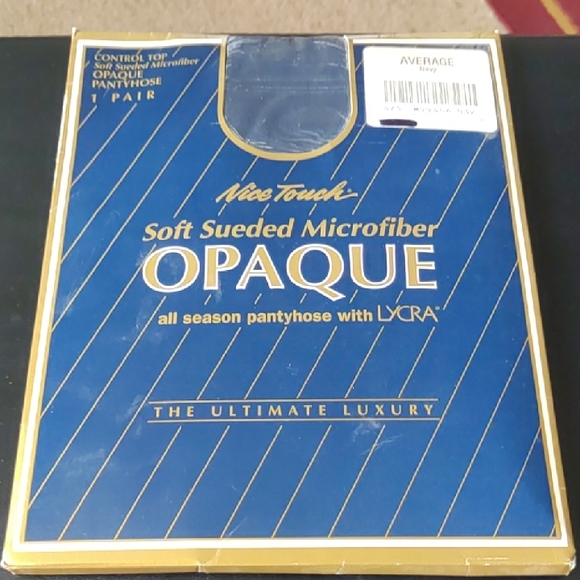 CONTROL TOP
Soft Sueded Microfiber
OPAQUE
PANTYHOSE
1 PAIR
AVERAGE
Navy
Nice Touch
Soft Sueded Microfiber
OPAQUE
all season pantyhose with LYCRA®
THE ULTIMATE LUXURY